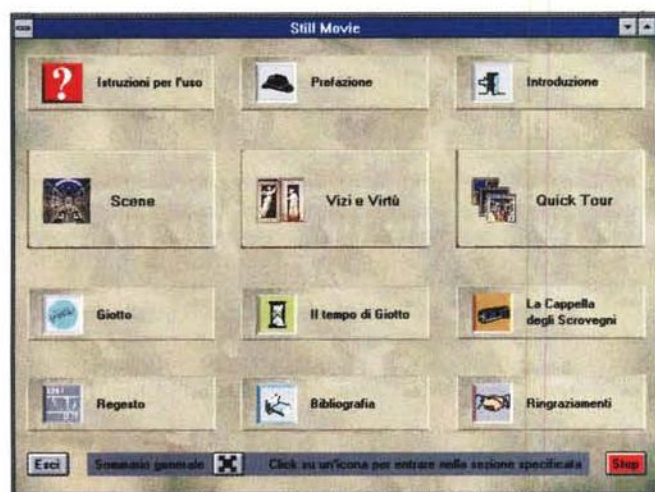 Still Movie
?
Istruzioni per l'uso
Prefazione
Introduzione
Scene
Vizi e Virtù
Quick Tour
Giotto
Il tempo di Giotto
La Cappella
degli Scrovegni
Regesto
Bibliografia
Ringraziamenti
Esci
Sommario generale
Click su un'icona per entrare nella sezione specificata
Stop